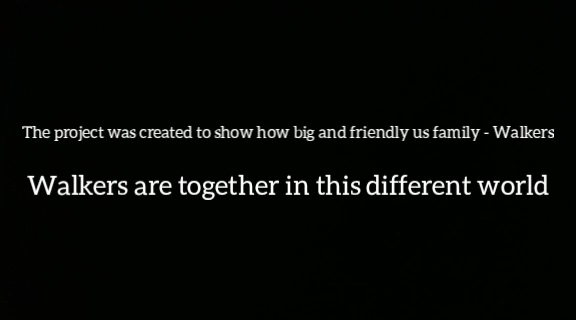 The project was created to show how big and friendly us family - Walkers
Walkers are together in this different world